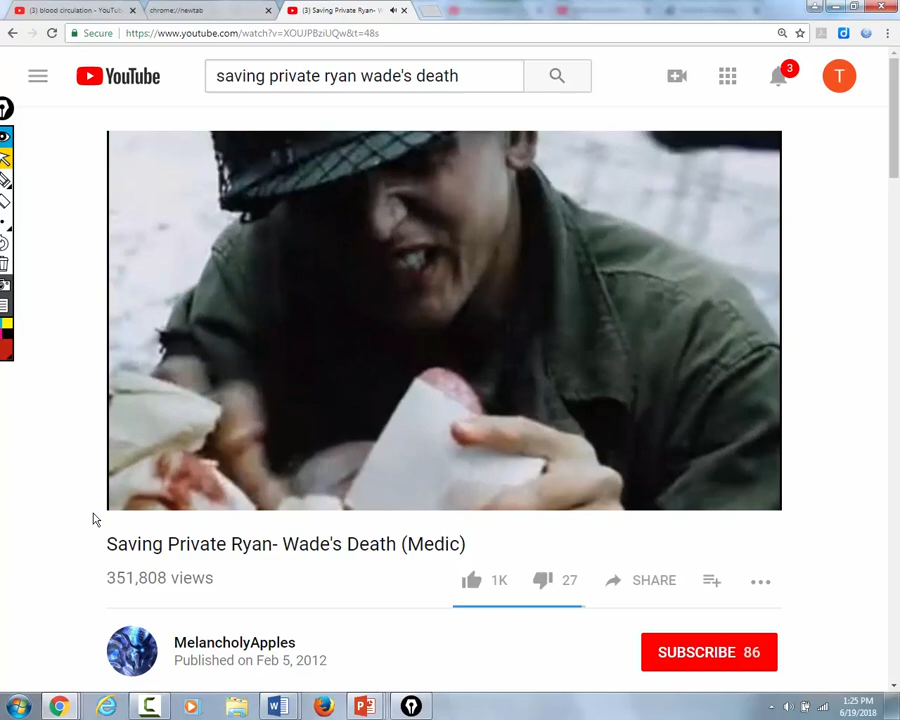 (3) blood circulation - YouTub
chrome://newtab
(3) Saving Private Ryan- W
Secure
https://www.youtube.com/watch?v=XOUJPBziUQw&t=48s
YouTube
saving private ryan wade's death
3
T
Saving Private Ryan- Wade's Death (Medic)
351,808 views
1K
27
SHARE
MelancholyApples
Published on Feb 5, 2012
SUBSCRIBE 86
1:25 PM
6/19/2018